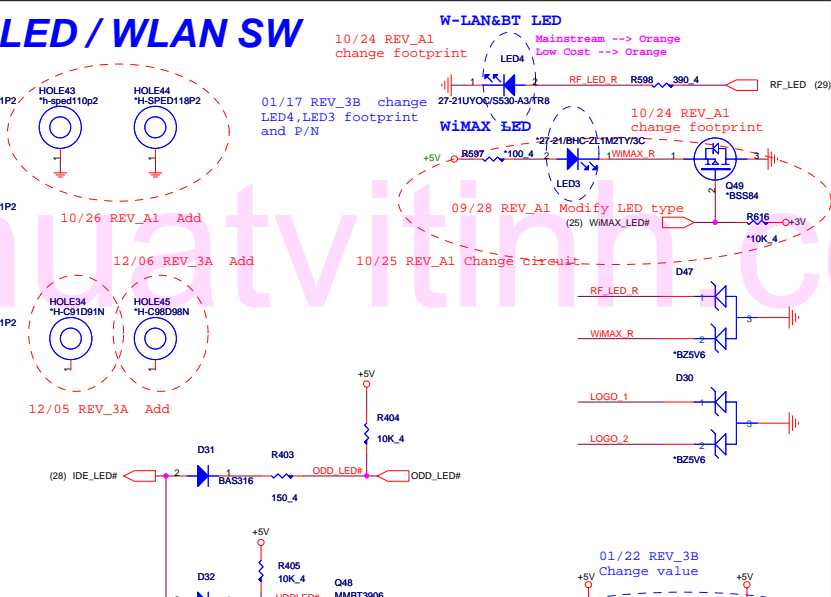 LED / WLAN SW
W-LAN&BT LED
10/24 REV_A1
change footprint
Mainstream --> Orange
Low Cost --> Orange
LED4
1
2
RF_LED_R
R598
390_4
RF_LED (29)
27-21UYOC/S530-A3/TR8
HOLE43
*h-sped110p2
HOLE44
*H-SPED118P2
1P2
1
1
01/17 REV_3B change
LED4,LED3 footprint
and P/N
10/24 REV_A1
change footprint
WiMAX LED
*27-21/BHC-ZL1M2TY/3C
+5V
R597
*100_4
2
1
WiMAX_R
1
3
LED3
2
Q49
*BSS84
1P2
10/26 REV_A1 Add
09/28 REV_A1 Modify LED type
(25) WiMAX_LED#
R616
+3V
*10K_4
12/06 REV_3A Add
10/25 REV_A1 Change circuit
huatvitinh.c
D47
RF_LED_R
1
3
WiMAX_R
2
*BZ5V6
HOLE34
*H-C91D91N
HOLE45
*H-C98D98N
1P2
1
1
12/05 REV_3A Add
D30
LOGO_1
1
3
LOGO_2
2
*BZ5V6
+5V
R404
10K_4
D31
R403
(28) IDE_LED#
2
1
BAS316
ODD_LED#
ODD_LED#
150_4
+5V
R405
10K_4
D32
Q48
MMBT3906
01/22 REV_3B
Change value
+5V
+5V